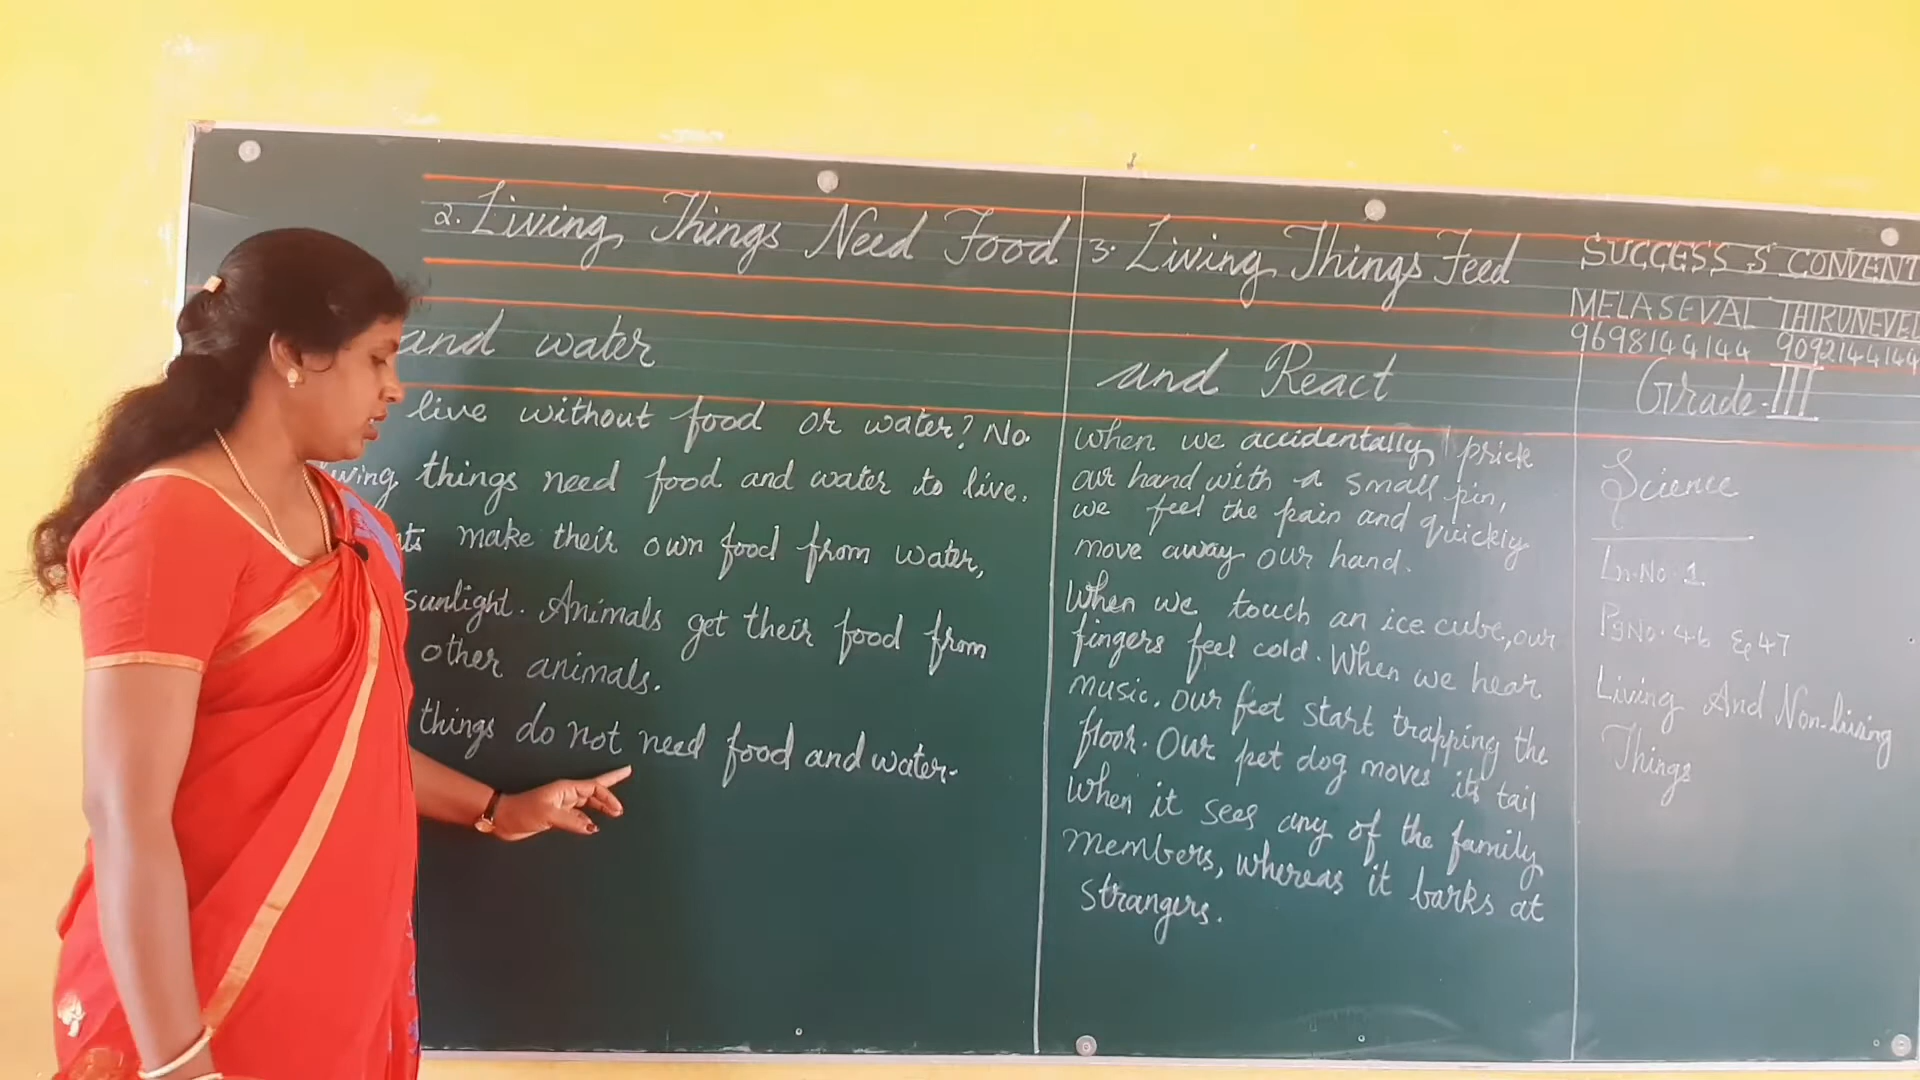 2. Living Things Need Food
and water
live without food or water? No.
living things need food and water to live.
make their own food from water,
sunlight. Animals get their food from
other animals.
things do not need food and water.
3. Living Things Feed
and React
When we accidentally prick
our hand with a small pin,
we feel the pain and quickly
move away our hand.
When we touch an ice cube, our
fingers feel cold. When we hear
music. Our feet start trapping the
floor. Our pet dog moves its tail
When it sees any of the family
members, whereas it barks at
strangers.
SUCCESS S CONVENT
MELASEVAL THIRUNEVEL
9698144144 9092144144
Grade-III
Science
Ln.No.1.
PgNo.46 & 47
Living And Non-living
Things